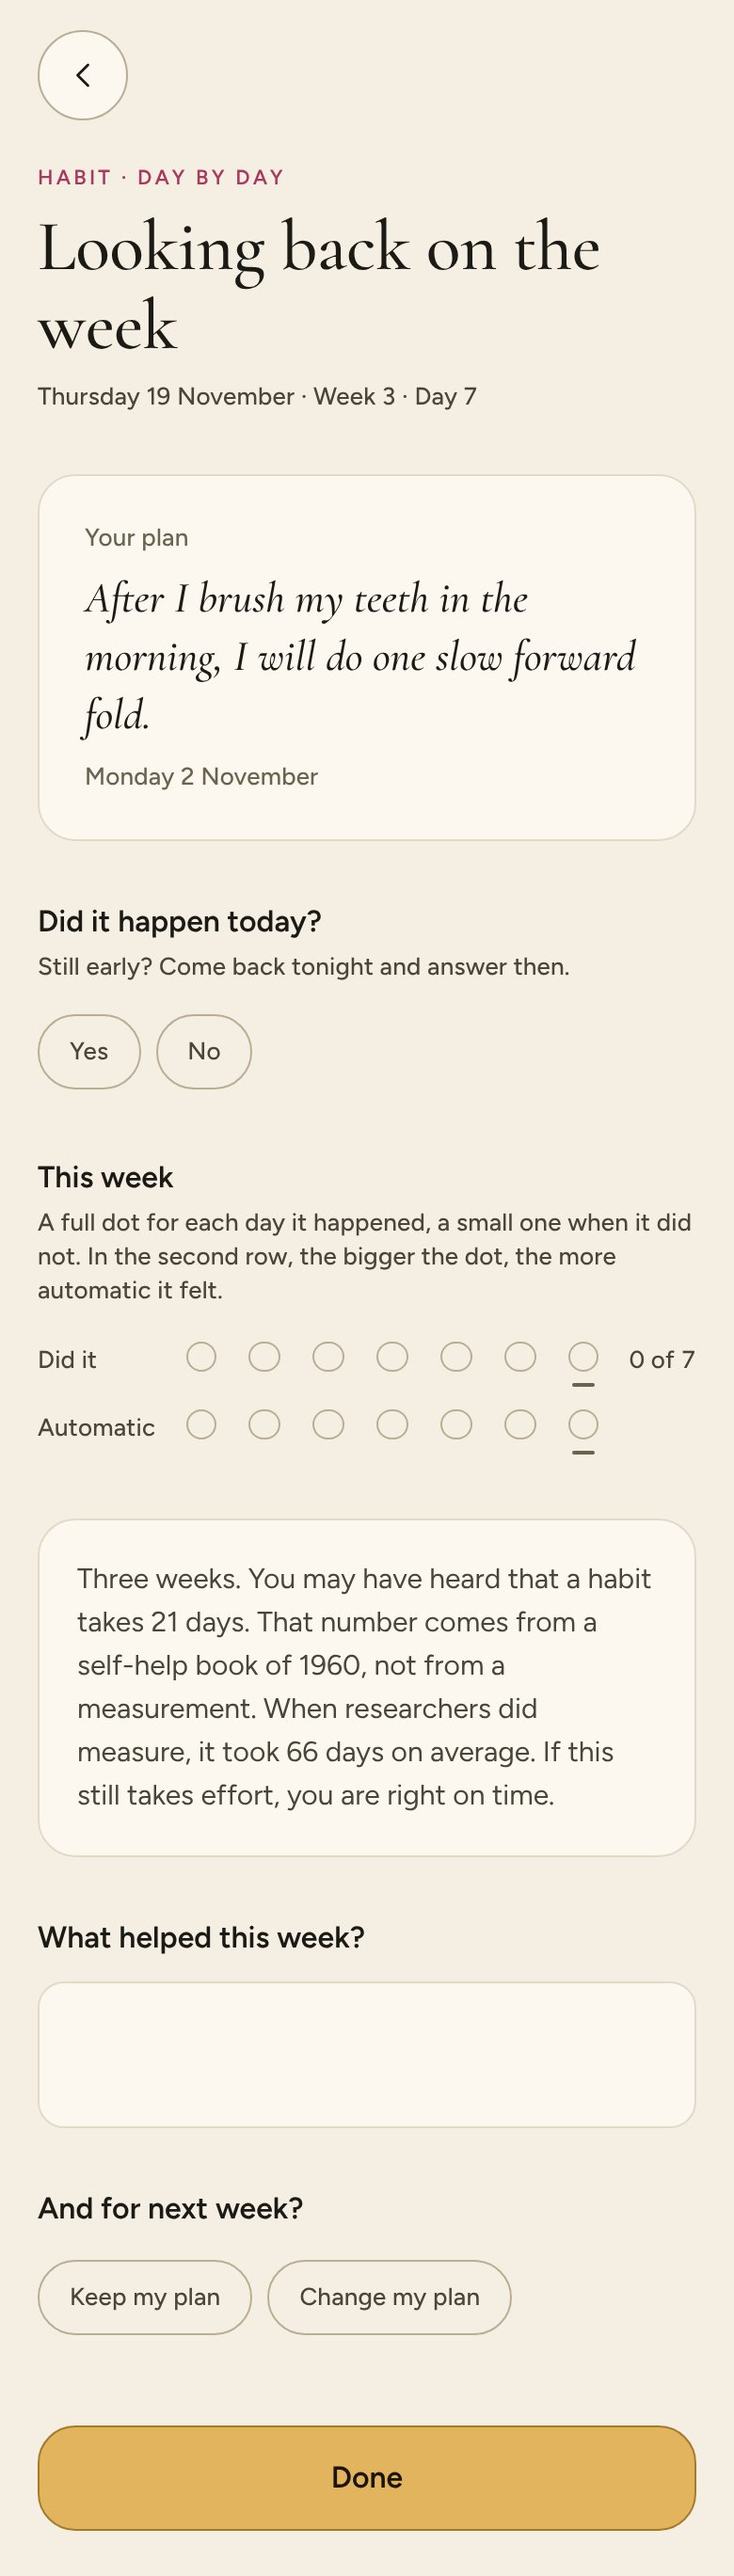 HABIT · DAY BY DAY
Looking back on the
week
Thursday 19 November · Week 3 · Day 7
Your plan
After I brush my teeth in the
morning, I will do one slow forward
fold.
Monday 2 November
Did it happen today?
Still early? Come back tonight and answer then.
Yes No
This week
A full dot for each day it happened, a small one when it did
not. In the second row, the bigger the dot, the more
automatic it felt.
Did it 0 of 7
Automatic
Three weeks. You may have heard that a habit
takes 21 days. That number comes from a
self-help book of 1960, not from a
measurement. When researchers did
measure, it took 66 days on average. If this
still takes effort, you are right on time.
What helped this week?
And for next week?
Keep my plan Change my plan
Done